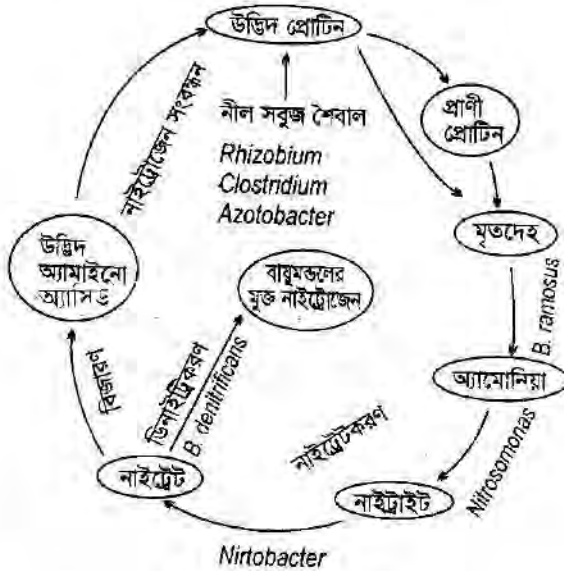 উদ্ভিদ প্রোটিন
প্রাণী
প্রোটিন
নীল সবুজ শৈবাল
Rhizobium
Clostridium
Azotobacter
নাইট্রোজেন সংবন্ধন
মৃতদেহ
উদ্ভিদ
অ্যামাইনো
অ্যাসিড
বায়ুমন্ডলের
মুক্ত নাইট্রোজেন
B. ramosus
অ্যামোনিয়া
বিজারণ
ডিনাইট্রিকরণ
B. denitrificans
নাইট্রেটকরণ
Nitrosomonas
নাইট্রেট
নাইট্রাইট
Nirtobacter